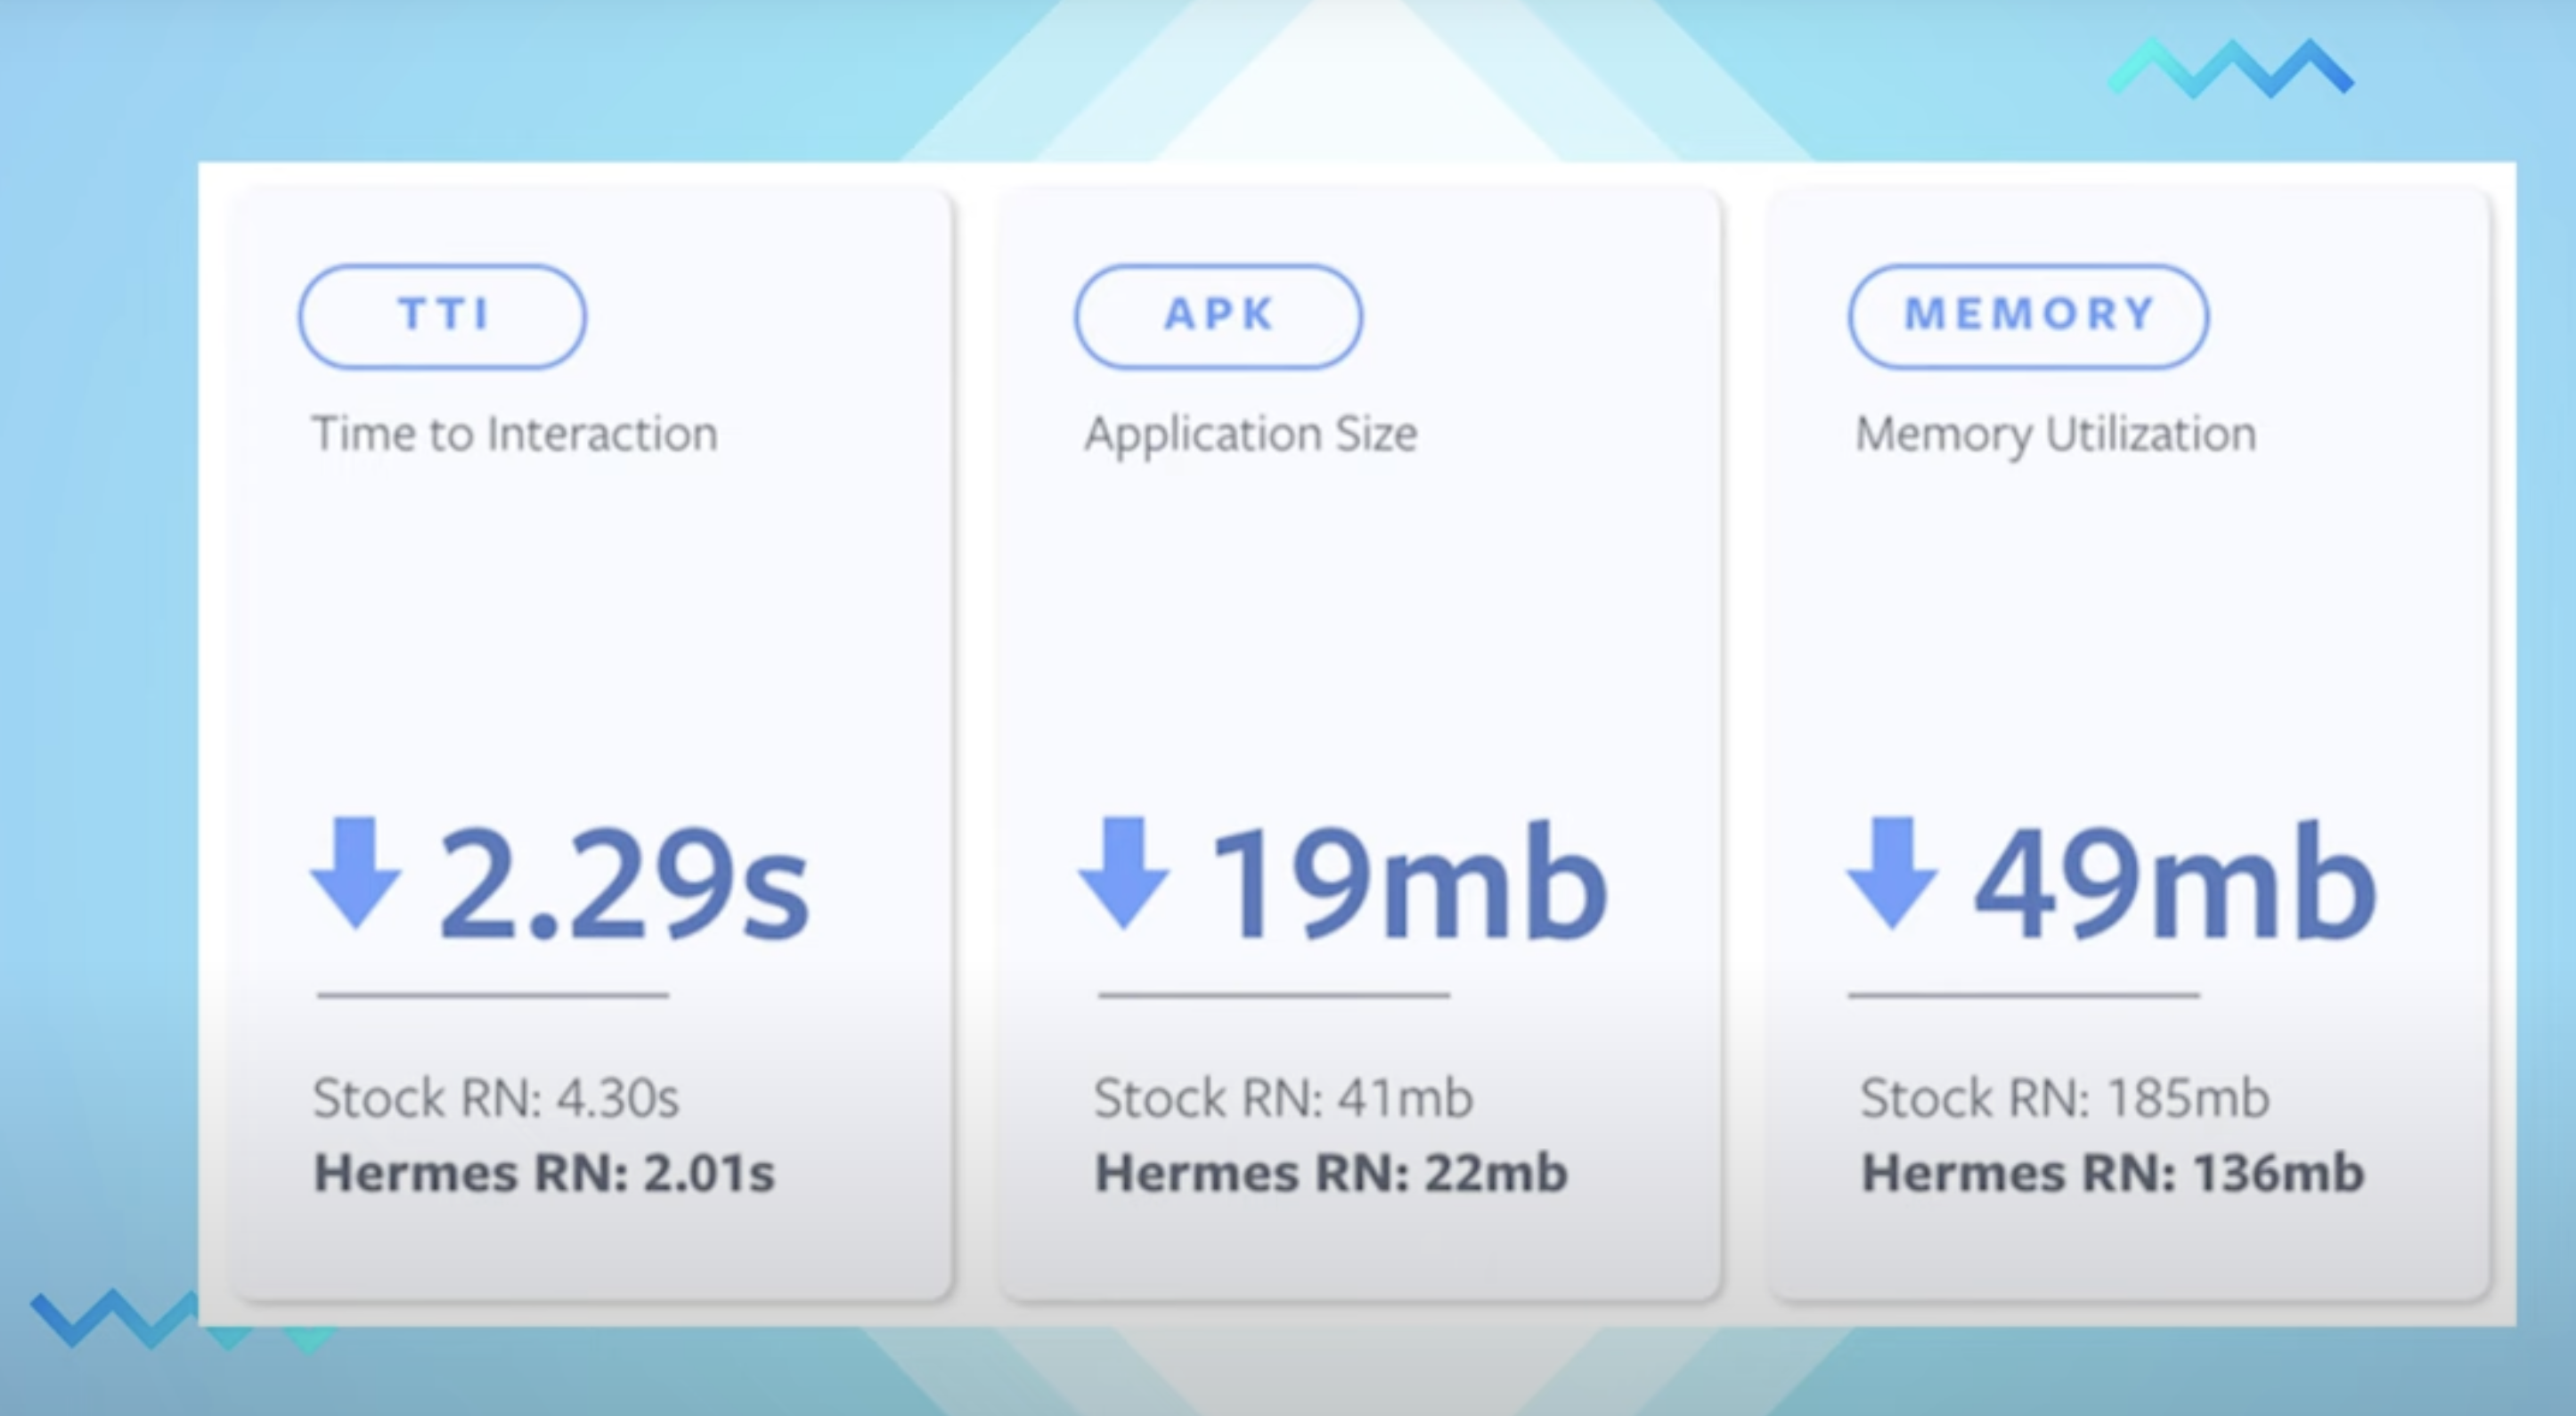 TTI
Time to Interaction
2.29s
Stock RN: 4.30s
Hermes RN: 2.01s
APK
Application Size
19mb
Stock RN: 41mb
Hermes RN: 22mb
MEMORY
Memory Utilization
49mb
Stock RN: 185mb
Hermes RN: 136mb